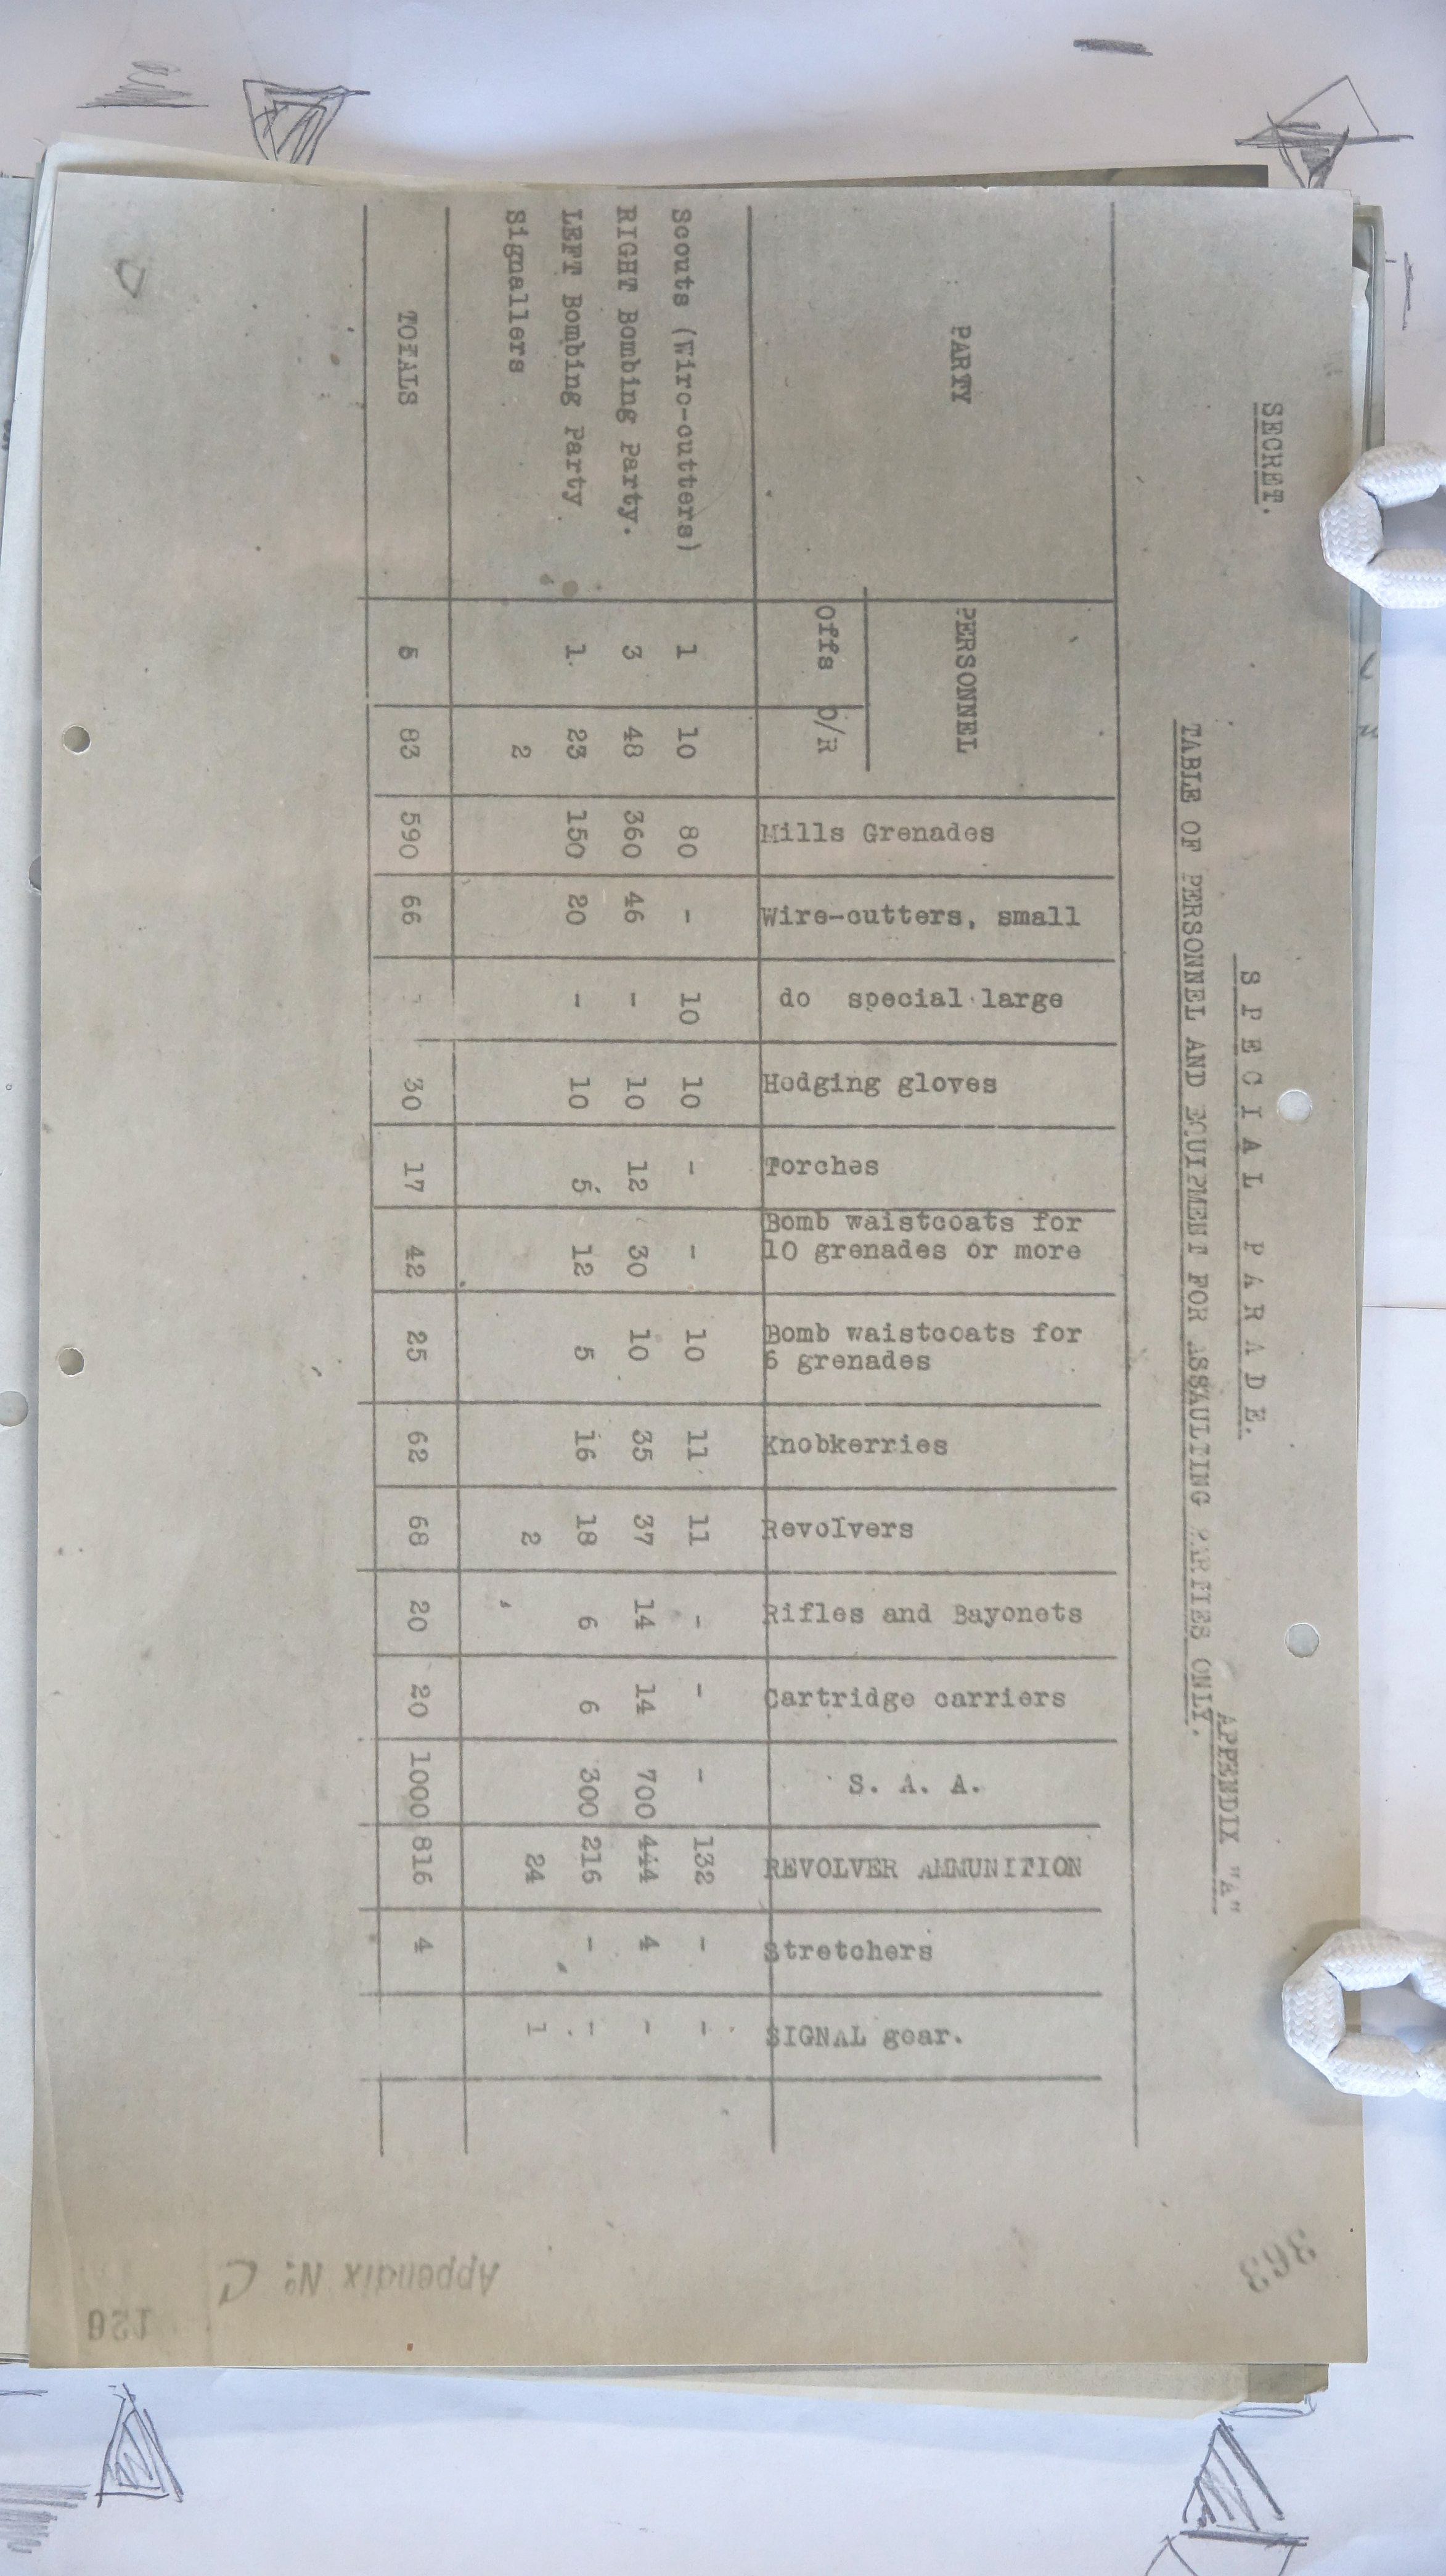 SECRET.
SPECIAL PARADE.
APPENDIX "A"
TABLE OF PERSONNEL AND EQUIPMENT FOR ASSAULTING PARTIES ONLY.
PARTY
PERSONNEL
Offs O/R
Mills Grenades
Wire-cutters, small
do special large
Hedging gloves
Torches
Bomb waistcoats for
10 grenades or more
Bomb waistcoats for
6 grenades
Knobkerries
Revolvers
Rifles and Bayonets
Cartridge carriers
S. A. A.
REVOLVER AMMUNITION
Stretchers
SIGNAL gear.
Scouts (Wire-cutters) 1 10 80 - 10 10 - - 10 11 11 - - - 132 - -
RIGHT Bombing Party. 3 48 360 46 - 10 12 30 10 35 37 14 14 700 444 4 -
LEFT Bombing Party 1 23 150 20 - 10 5 12 5 16 18 6 6 300 216 - -
Signallers 2 2 24 1
TOTALS 5 83 590 66 30 17 42 25 62 68 20 20 1000 816 4
Appendix No. C
126
363